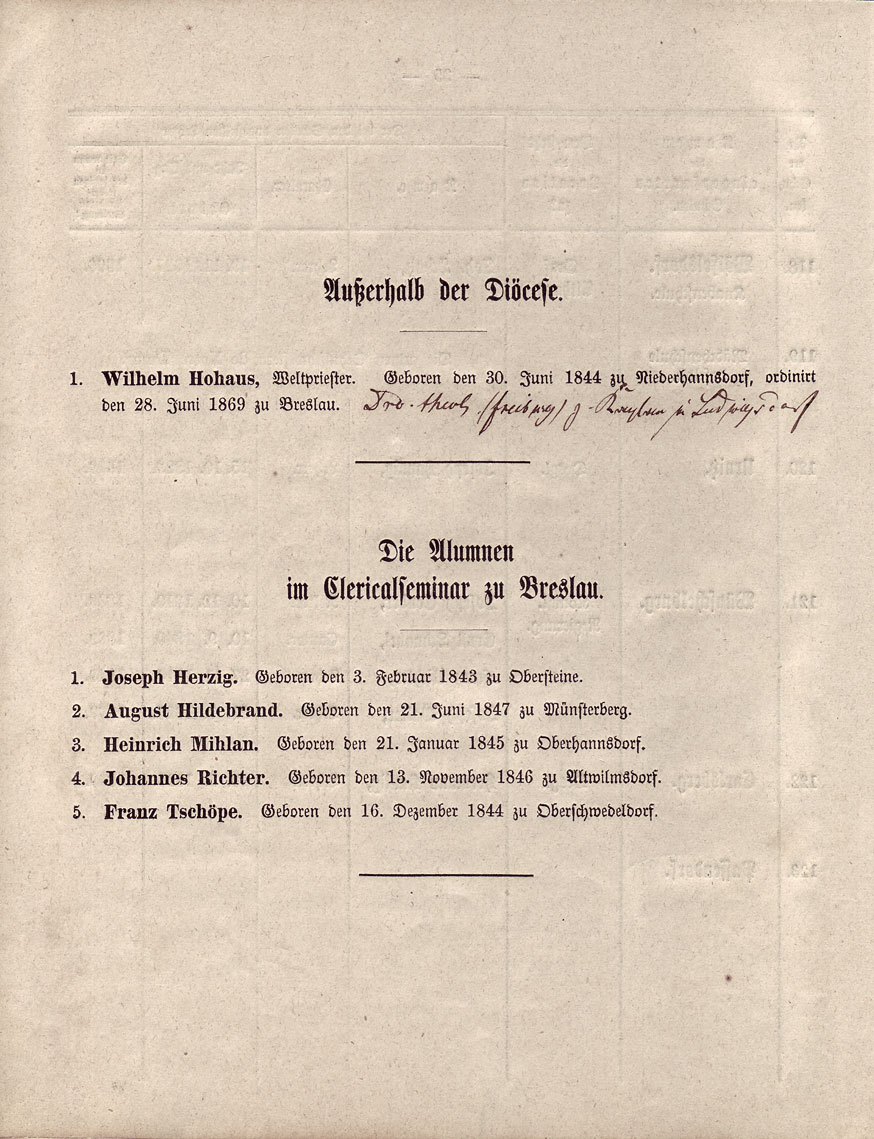 Außerhalb der Diöcese.
1. Wilhelm Hohaus, Weltpriester. Geboren den 30. Juni 1844 zu Niederhannsdorf, ordinirt
den 28. Juni 1869 zu Breslau. theol. (Freiburg) in Ludwigsdorf
Die Alumnen
im Clericalseminar zu Breslau.
1. Joseph Herzig. Geboren den 3. Februar 1843 zu Obersteine.
2. August Hildebrand. Geboren den 21. Juni 1847 zu Münsterberg.
3. Heinrich Mihlan. Geboren den 21. Januar 1845 zu Oberhannsdorf.
4. Johannes Richter. Geboren den 13. November 1846 zu Altwilmsdorf.
5. Franz Tschöpe. Geboren den 16. Dezember 1844 zu Oberschwedeldorf.